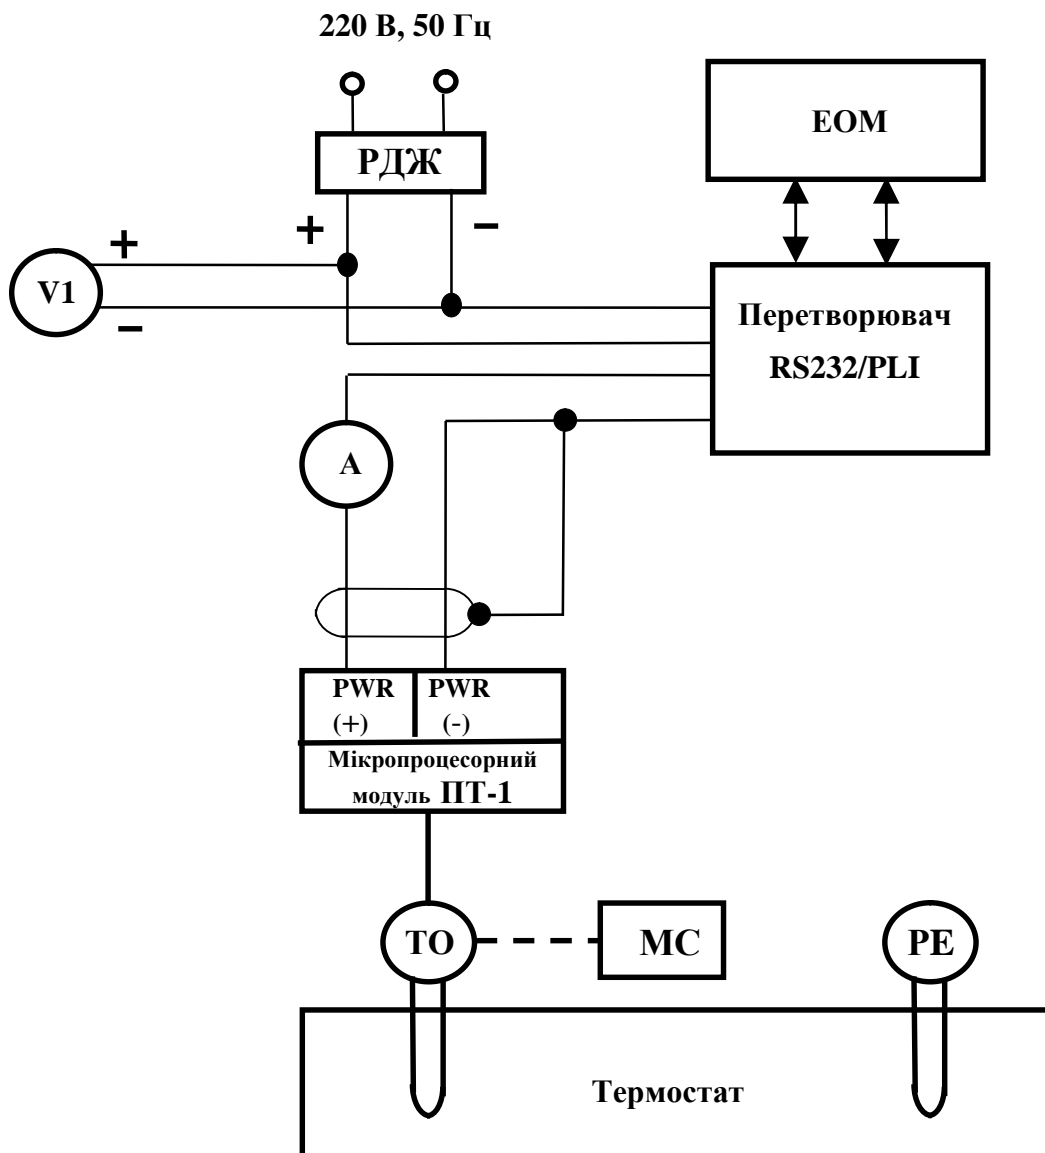 220 В, 50 Гц
ЕОМ
РДЖ
+
–
+
V1
–
Перетворювач
RS232/PLI
А
PWR
(+)
PWR
(-)
Мікропроцесорний
модуль ПТ-1
ТО
МС
РЕ
Термостат